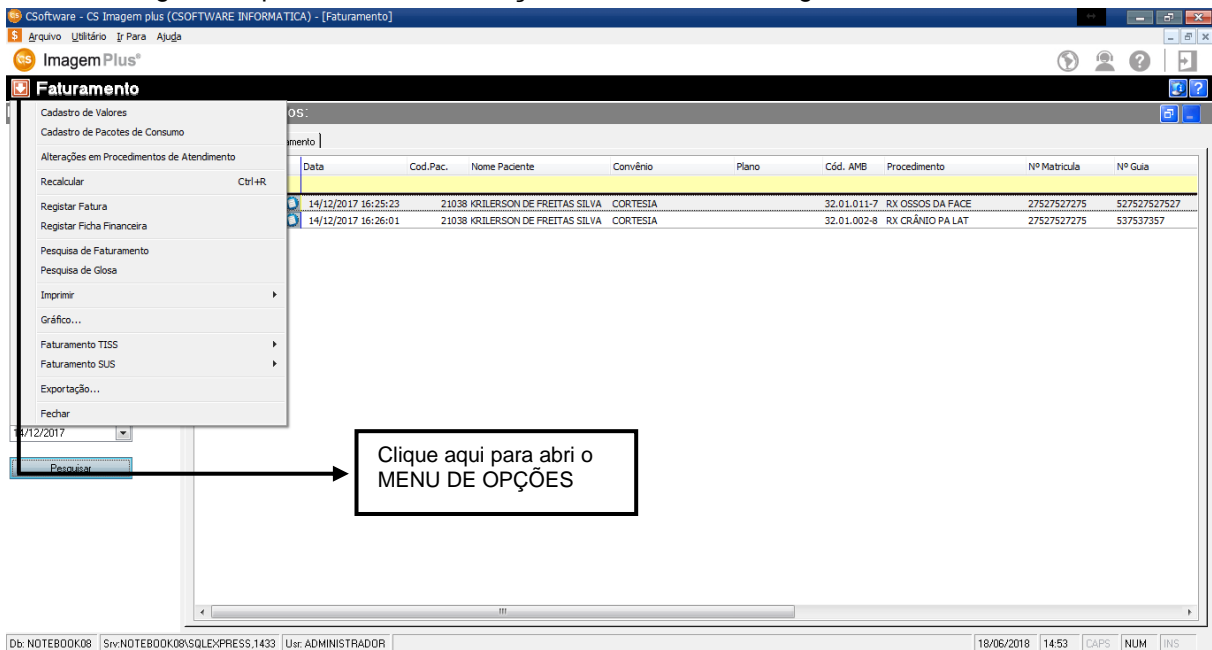 CSoftware - CS Imagem plus (CSOFTWARE INFORMATICA) - [Faturamento]
Arquivo Utilitário Ir Para Ajuda
CS Imagem Plus®
Faturamento
os:
Cadastro de Valores
Cadastro de Pacotes de Consumo
Alterações em Procedimentos de Atendimento
Recalcular Ctrl+R
Registar Fatura
Registar Ficha Financeira
Pesquisa de Faturamento
Pesquisa de Glosa
Imprimir
Gráfico...
Faturamento TISS
Faturamento SUS
Exportação...
Fechar
amento
Data Cod.Pac. Nome Paciente Convênio Plano Cód. AMB Procedimento Nº Matricula Nº Guia
14/12/2017 16:25:23 21038 KRILERSON DE FREITAS SILVA CORTESIA 32.01.011-7 RX OSSOS DA FACE 27527527275 527527527527
14/12/2017 16:26:01 21038 KRILERSON DE FREITAS SILVA CORTESIA 32.01.002-8 RX CRÂNIO PA LAT 27527527275 537537357
14/12/2017
Pesquisar
Clique aqui para abri o
MENU DE OPÇÕES
Db: NOTEBOOK08 Srv:NOTEBOOK08\SQLEXPRESS,1433 Usr: ADMINISTRADOR 18/06/2018 14:53 CAPS NUM INS